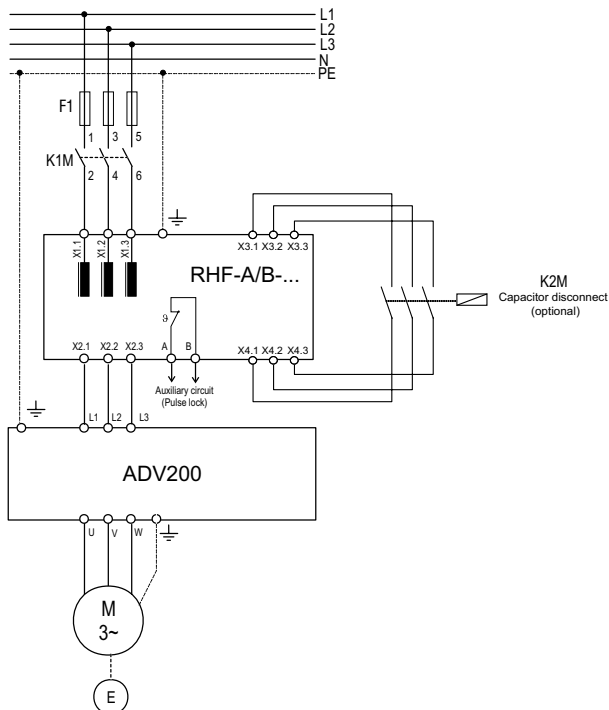 L1
L2
L3
N
PE
F1
1 3 5
K1M
2 4 6
X1.1 X1.2 X1.3
X3.1 X3.2 X3.3
RHF-A/B-...
K2M
Capacitor disconnect
(optional)
ϑ
X2.1 X2.2 X2.3 A B X4.1 X4.2 X4.3
Auxiliary circuit
(Pulse lock)
L1 L2 L3
ADV200
U V W
M
3~
E